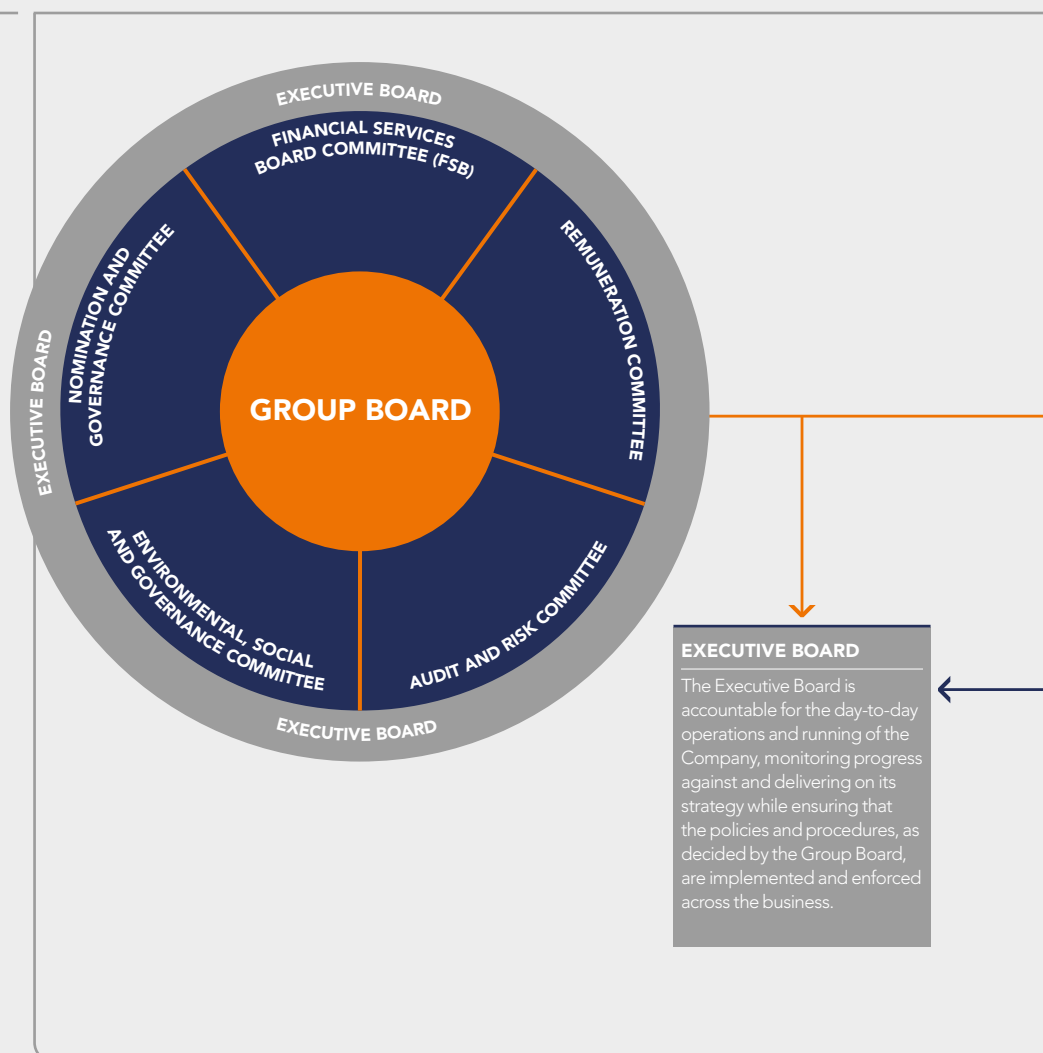 EXECUTIVE BOARD
FINANCIAL SERVICES
BOARD COMMITTEE (FSB)
REMUNERATION COMMITTEE
AUDIT AND RISK COMMITTEE
ENVIRONMENTAL, SOCIAL
AND GOVERNANCE COMMITTEE
NOMINATION AND
GOVERNANCE COMMITTEE
EXECUTIVE BOARD
EXECUTIVE BOARD
GROUP BOARD
EXECUTIVE BOARD
The Executive Board is
accountable for the day-to-day
operations and running of the
Company, monitoring progress
against and delivering on its
strategy while ensuring that
the policies and procedures, as
decided by the Group Board,
are implemented and enforced
across the business.